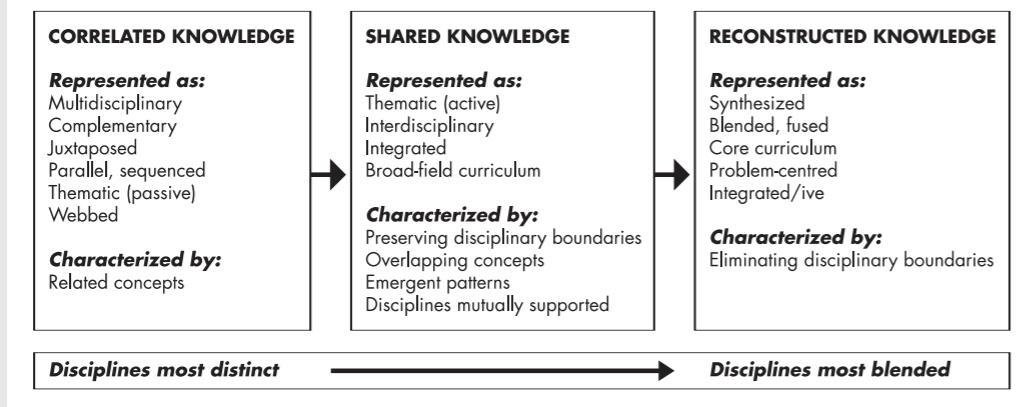 CORRELATED KNOWLEDGE
Represented as:
Multidisciplinary
Complementary
Juxtaposed
Parallel, sequenced
Thematic (passive)
Webbed
Characterized by:
Related concepts
SHARED KNOWLEDGE
Represented as:
Thematic (active)
Interdisciplinary
Integrated
Broad-field curriculum
Characterized by:
Preserving disciplinary boundaries
Overlapping concepts
Emergent patterns
Disciplines mutually supported
RECONSTRUCTED KNOWLEDGE
Represented as:
Synthesized
Blended, fused
Core curriculum
Problem-centred
Integrated/ive
Characterized by:
Eliminating disciplinary boundaries
Disciplines most distinct
Disciplines most blended